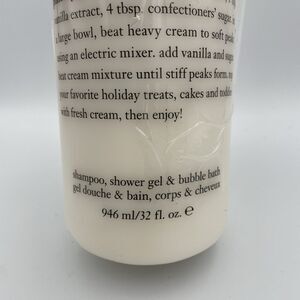 vanilla extract, 4 tbsp. confectioners' sugar.
large bowl, beat heavy cream to soft peaks
using an electric mixer. add vanilla and sugar
beat cream mixture until stiff peaks form.
your favorite holiday treats, cakes and
with fresh cream, then enjoy!
shampoo, shower gel & bubble bath
gel douche & bain, corps & cheveux
946 ml/32 fl. oz. e